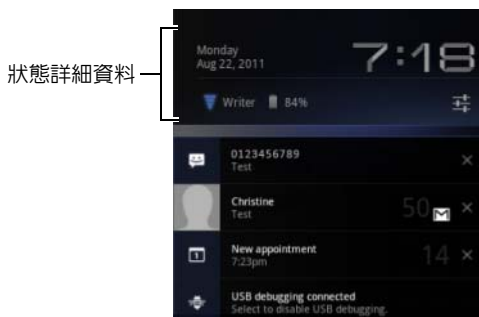 狀態詳細資料
Monday
Aug 22, 2011
7:18
Writer 84%
0123456789
Test
Christine
Test
50
1
New appointment
7:23pm
14
USB debugging connected
Select to disable USB debugging.